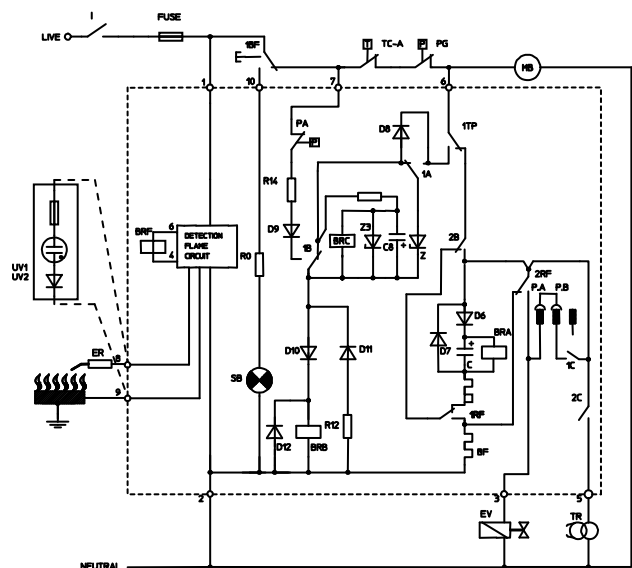 I
FUSE
LIVE
1BF
T
TC-A
P
PG
MB
1
10
7
6
PA
P
D8
1TP
1A
R14
BRF
6
4
DETECTION
FLAME
CIRCUIT
D9
1B
BRC
Z3
C8
+
Z
2B
UV1
UV2
R0
2RF
P.A
P.B
D6
D7
+
C
BRA
1C
ER
8
9
D10
D11
2C
SB
1RF
D12
BRB
R12
BF
2
3
5
EV
TR
NEUTRAL